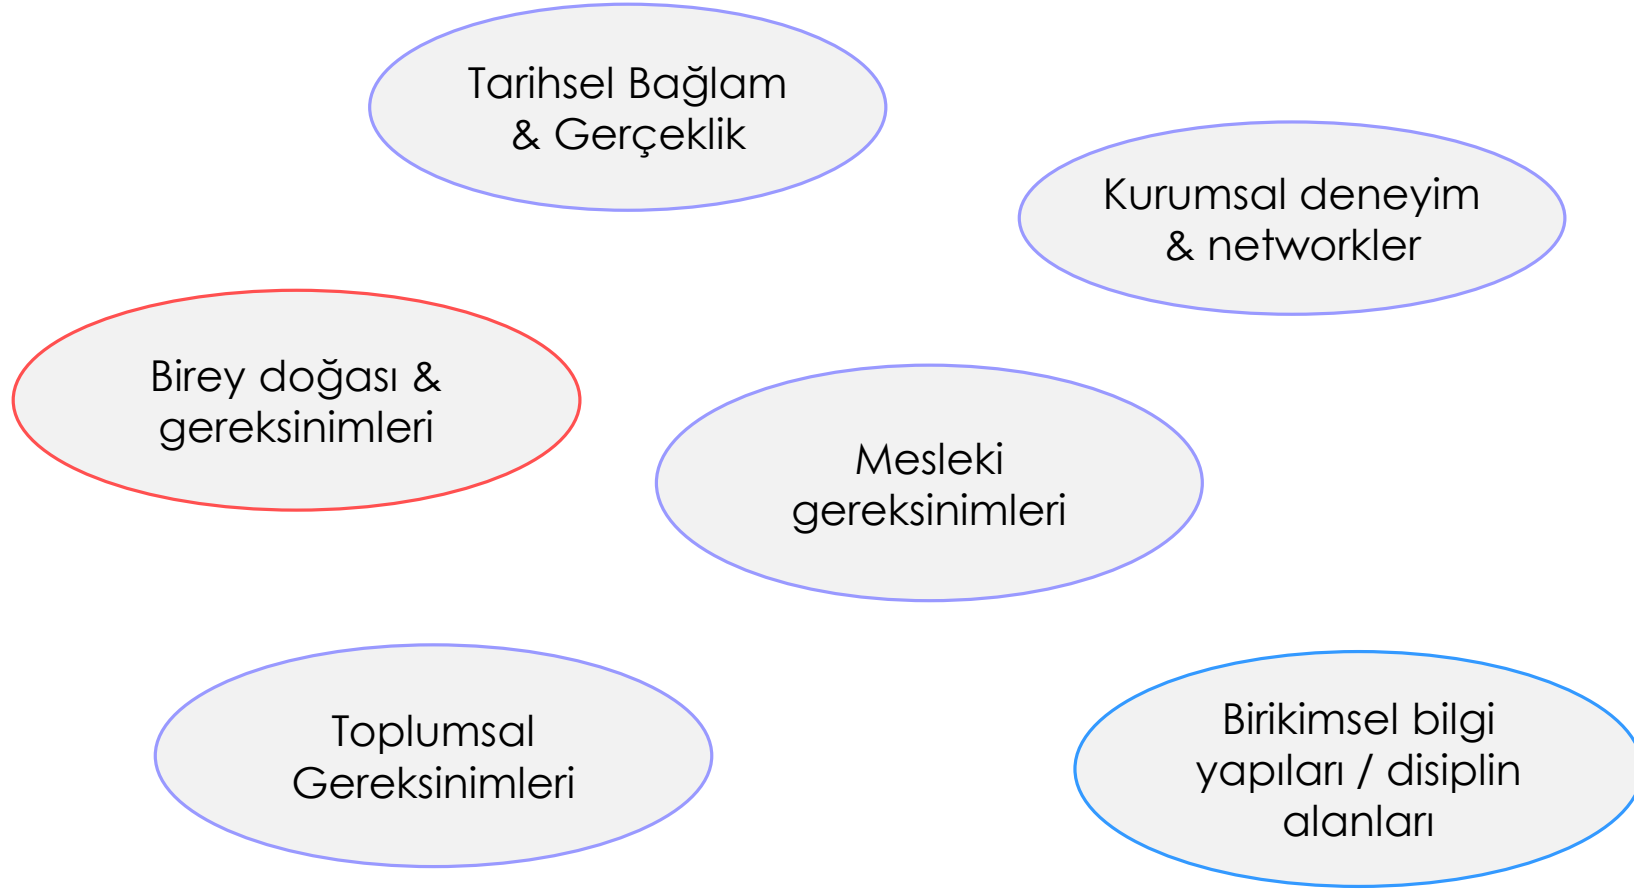 Tarihsel Bağlam
& Gerçeklik
Kurumsal deneyim
& networkler
Birey doğası &
gereksinimleri
Mesleki
gereksinimleri
Toplumsal
Gereksinimleri
Birikimsel bilgi
yapıları / disiplin
alanları